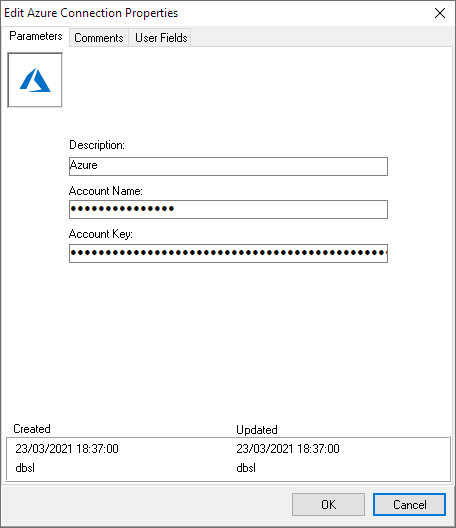 Edit Azure Connection Properties
Parameters Comments User Fields
Description:
Azure
Account Name:
●●●●●●●●●●●●●●●
Account Key:
●●●●●●●●●●●●●●●●●●●●●●●●●●●●●●●●●●●●●●●●●●●●●●
Created Updated
23/03/2021 18:37:00 23/03/2021 18:37:00
dbsl dbsl
OK Cancel